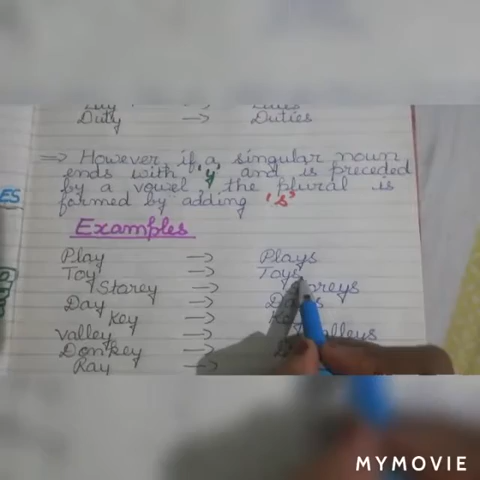 Duty → Duties
⇒ However if a singular noun
ends with 'y' and is preceded
by a vowel, the plural is
formed by adding 's'
ES
Examples
Play → Plays
Toy → Toys
Storey → Storeys
Day →
Key →
Valley → Valleys
Donkey →
Ray →
MYMOVIE